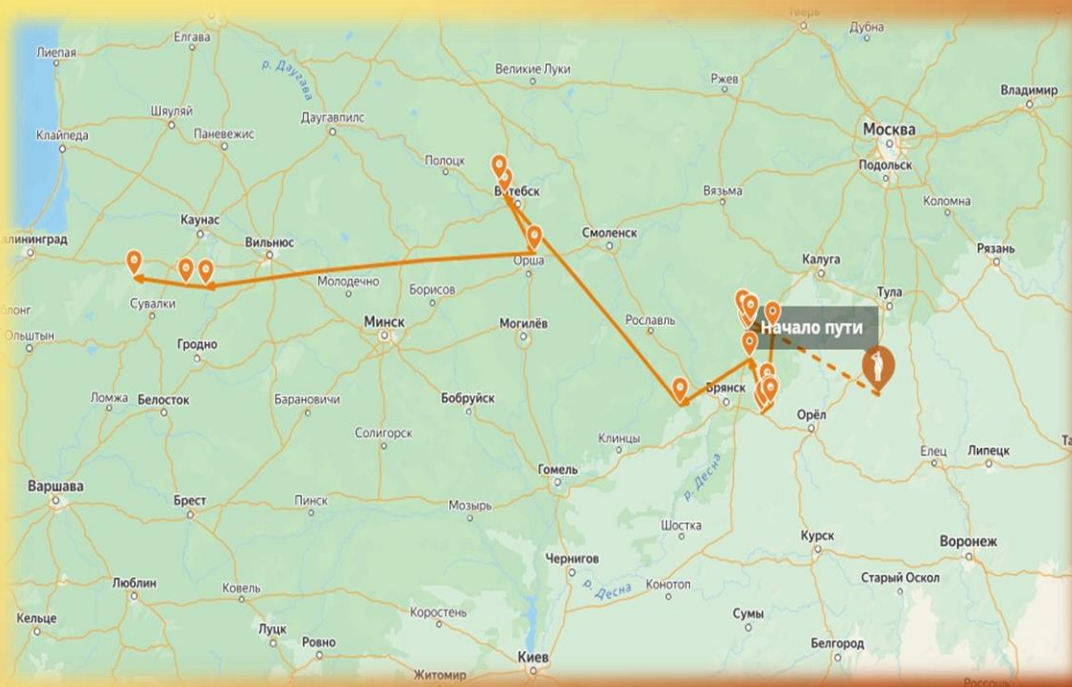 Тверь
Дубна
Елгава
Лиепая
р. Даугава
Великие Луки
Ржев
Владимир
Шяуляй
Даугавпилс
Москва
Клайпеда
Паневежис
Полоцк
Подольск
Витебск
Вязьма
Коломна
Каунас
Смоленск
алининград
Вильнюс
Рязань
Орша
Калуга
Молодечно
Борисов
Сувалки
Тула
лонг
Минск
Могилёв
Рославль
Начало пути
Ольштын
Гродно
Брянск
Ломжа
Белосток
Барановичи
Бобруйск
Орёл
Солигорск
Клинцы
Та
Елец
Липецк
Гомель
р. Десна
Варшава
Брест
Пинск
Мозырь
Шостка
Курск
Воронеж
Чернигов
Старый Оскол
Люблин
Ковель
р. Десна
Конотоп
Кельце
Коростень
Сумы
Луцк
Ровно
Белгород
Киев
Житомир